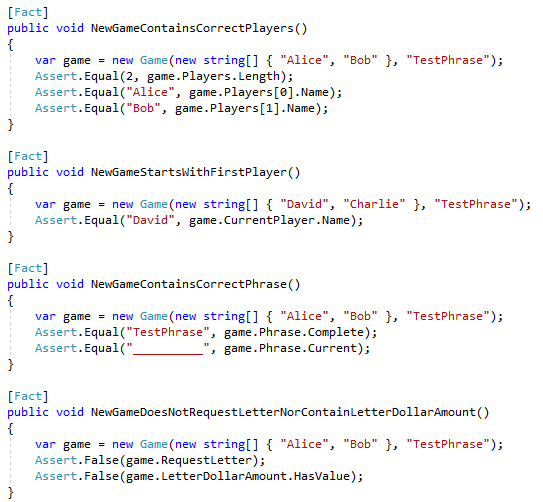 [Fact]
public void NewGameContainsCorrectPlayers()
{
    var game = new Game(new string[] { "Alice", "Bob" }, "TestPhrase");
    Assert.Equal(2, game.Players.Length);
    Assert.Equal("Alice", game.Players[0].Name);
    Assert.Equal("Bob", game.Players[1].Name);
}

[Fact]
public void NewGameStartsWithFirstPlayer()
{
    var game = new Game(new string[] { "David", "Charlie" }, "TestPhrase");
    Assert.Equal("David", game.CurrentPlayer.Name);
}

[Fact]
public void NewGameContainsCorrectPhrase()
{
    var game = new Game(new string[] { "Alice", "Bob" }, "TestPhrase");
    Assert.Equal("TestPhrase", game.Phrase.Complete);
    Assert.Equal("__________", game.Phrase.Current);
}

[Fact]
public void NewGameDoesNotRequestLetterNorContainLetterDollarAmount()
{
    var game = new Game(new string[] { "Alice", "Bob" }, "TestPhrase");
    Assert.False(game.RequestLetter);
    Assert.False(game.LetterDollarAmount.HasValue);
}